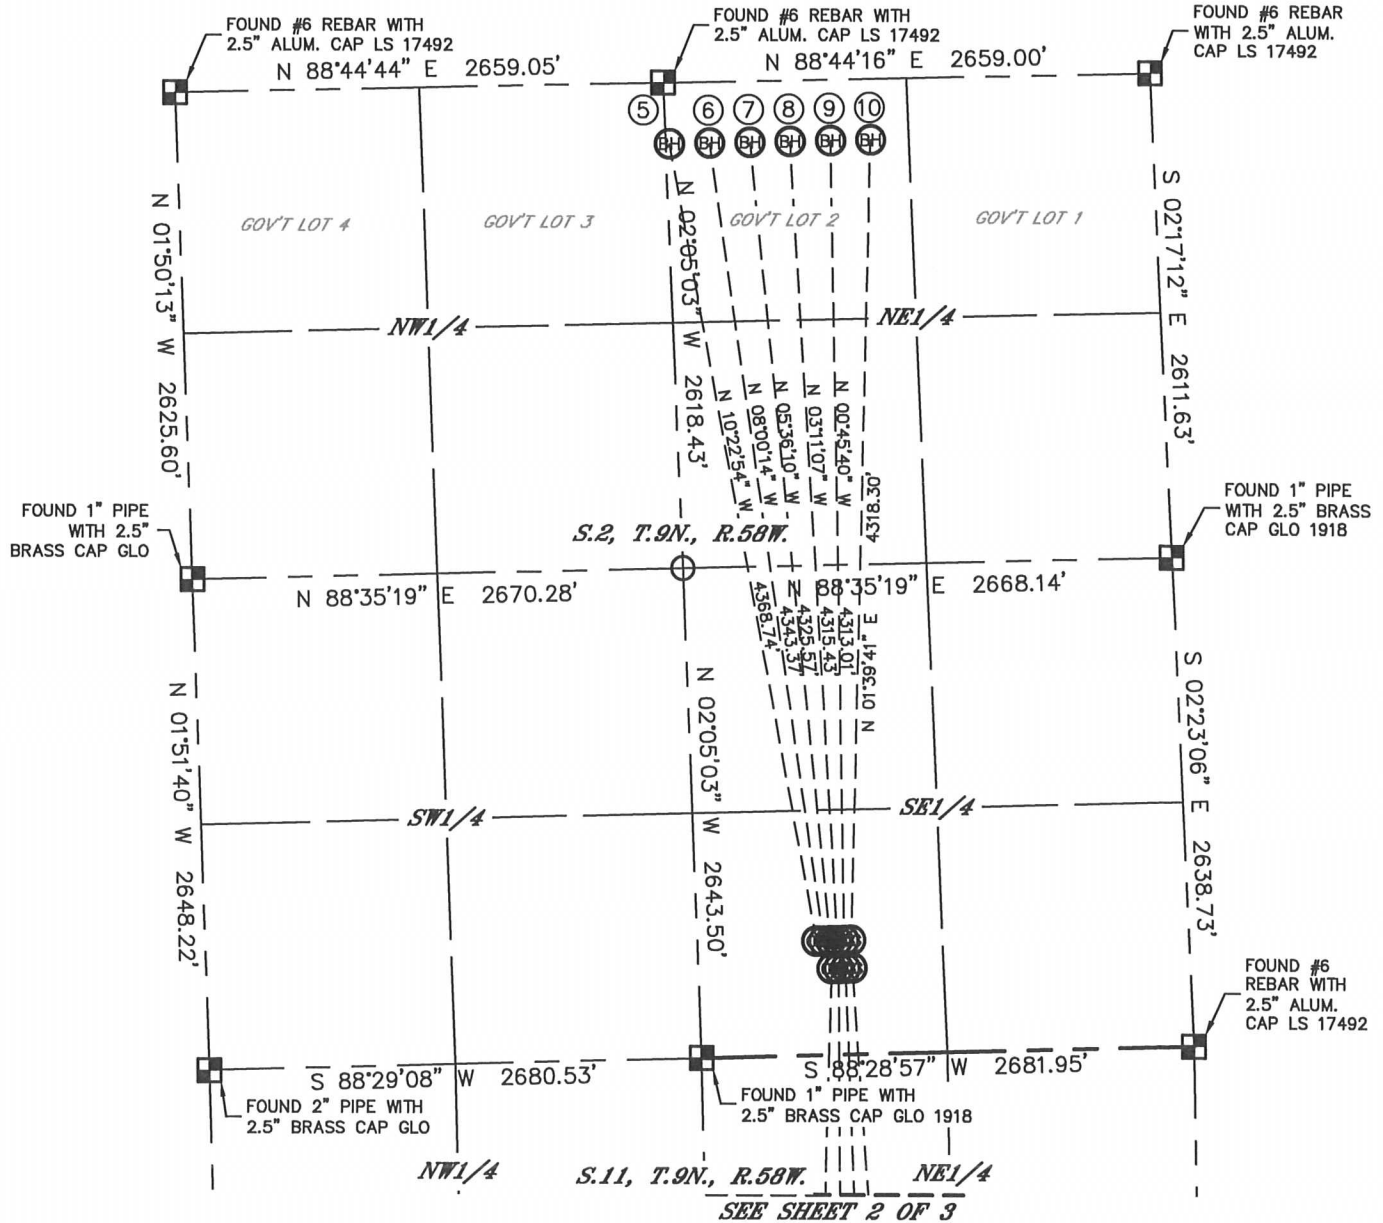 FOUND #6 REBAR WITH
2.5" ALUM. CAP LS 17492
FOUND #6 REBAR WITH
2.5" ALUM. CAP LS 17492
FOUND #6 REBAR
WITH 2.5" ALUM.
CAP LS 17492
N 88°44'44" E 2659.05'
N 88°44'16" E 2659.00'
5 6 7 8 9 10
BH BH BH BH BH BH
N 01°50'13" W 2625.60'
N 02°05'03" W 2618.43'
S 02°17'12" E 2611.63'
GOV'T LOT 4
GOV'T LOT 3
GOV'T LOT 2
GOV'T LOT 1
NW1/4
NE1/4
N 10°22'54" W 4368.74'
N 08°00'14" W 4343.37'
N 05°36'10" W 4325.57'
N 03°11'07" W 4315.43'
N 00°45'40" W 4313.01'
N 01°39'41" E 4318.30'
FOUND 1" PIPE
WITH 2.5"
BRASS CAP GLO
S.2, T.9N., R.58W.
FOUND 1" PIPE
WITH 2.5" BRASS
CAP GLO 1918
N 88°35'19" E 2670.28'
N 88°35'19" E 2668.14'
N 01°51'40" W 2648.22'
N 02°05'03" W 2643.50'
S 02°23'06" E 2638.73'
SW1/4
SE1/4
FOUND #6
REBAR WITH
2.5" ALUM.
CAP LS 17492
S 88°29'08" W 2680.53'
S 88°28'57" W 2681.95'
FOUND 2" PIPE WITH
2.5" BRASS CAP GLO
FOUND 1" PIPE WITH
2.5" BRASS CAP GLO 1918
NW1/4
S.11, T.9N., R.58W.
NE1/4
SEE SHEET 2 OF 3